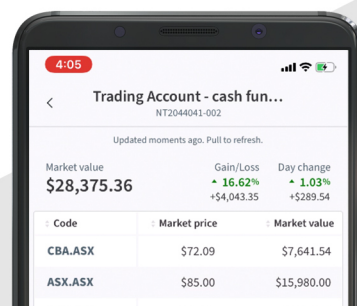 4:05
Trading Account - cash fun...
NT2044041-002
Updated moments ago. Pull to refresh.
Market value Gain/Loss Day change
$28,375.36 16.62% 1.03%
+$4,043.35 +$289.54
Code Market price Market value
CBA.ASX $72.09 $7,641.54
ASX.ASX $85.00 $15,980.00